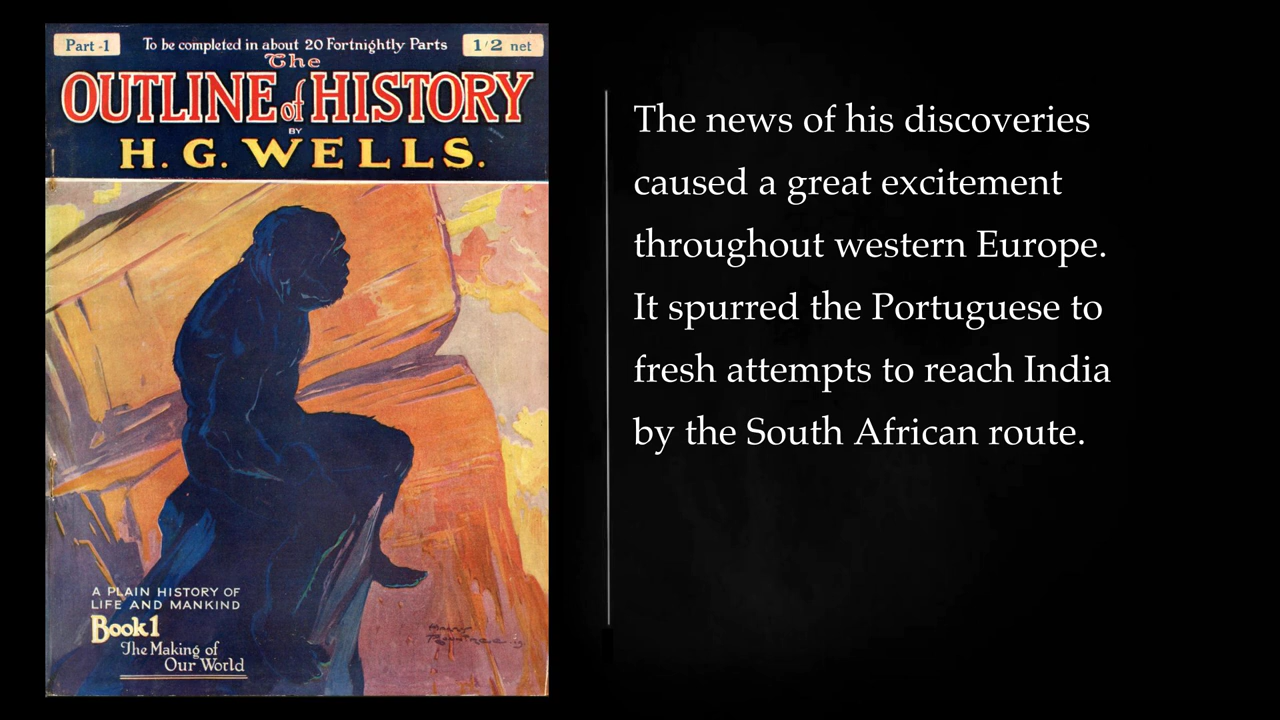 Part -1
To be completed in about 20 Fortnightly Parts
1/2 net
The
OUTLINE of HISTORY
BY
H. G. WELLS.
A PLAIN HISTORY OF
LIFE AND MANKIND
Book 1
The Making of
Our World
The news of his discoveries
caused a great excitement
throughout western Europe.
It spurred the Portuguese to
fresh attempts to reach India
by the South African route.